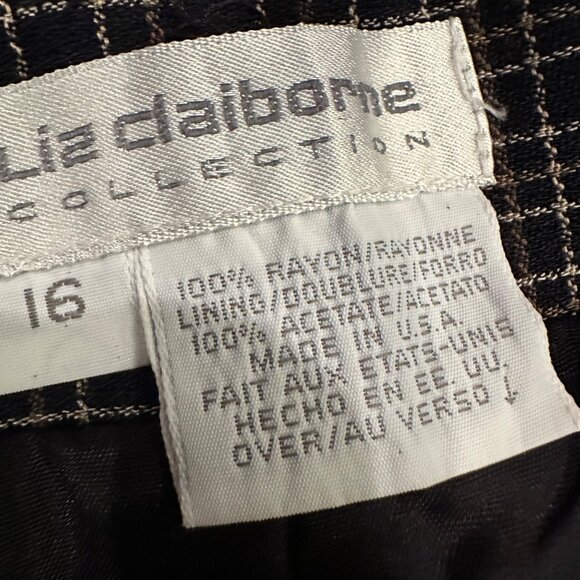 Liz claiborne
COLLECTION
16
100% RAYON/RAYONNE
LINING/DOUBLURE/FORRO
100% ACETATE/ACETATO
MADE IN U.S.A.
FAIT AUX ETATS-UNIS
HECHO EN EE. UU.
OVER/AU VERSO ↓